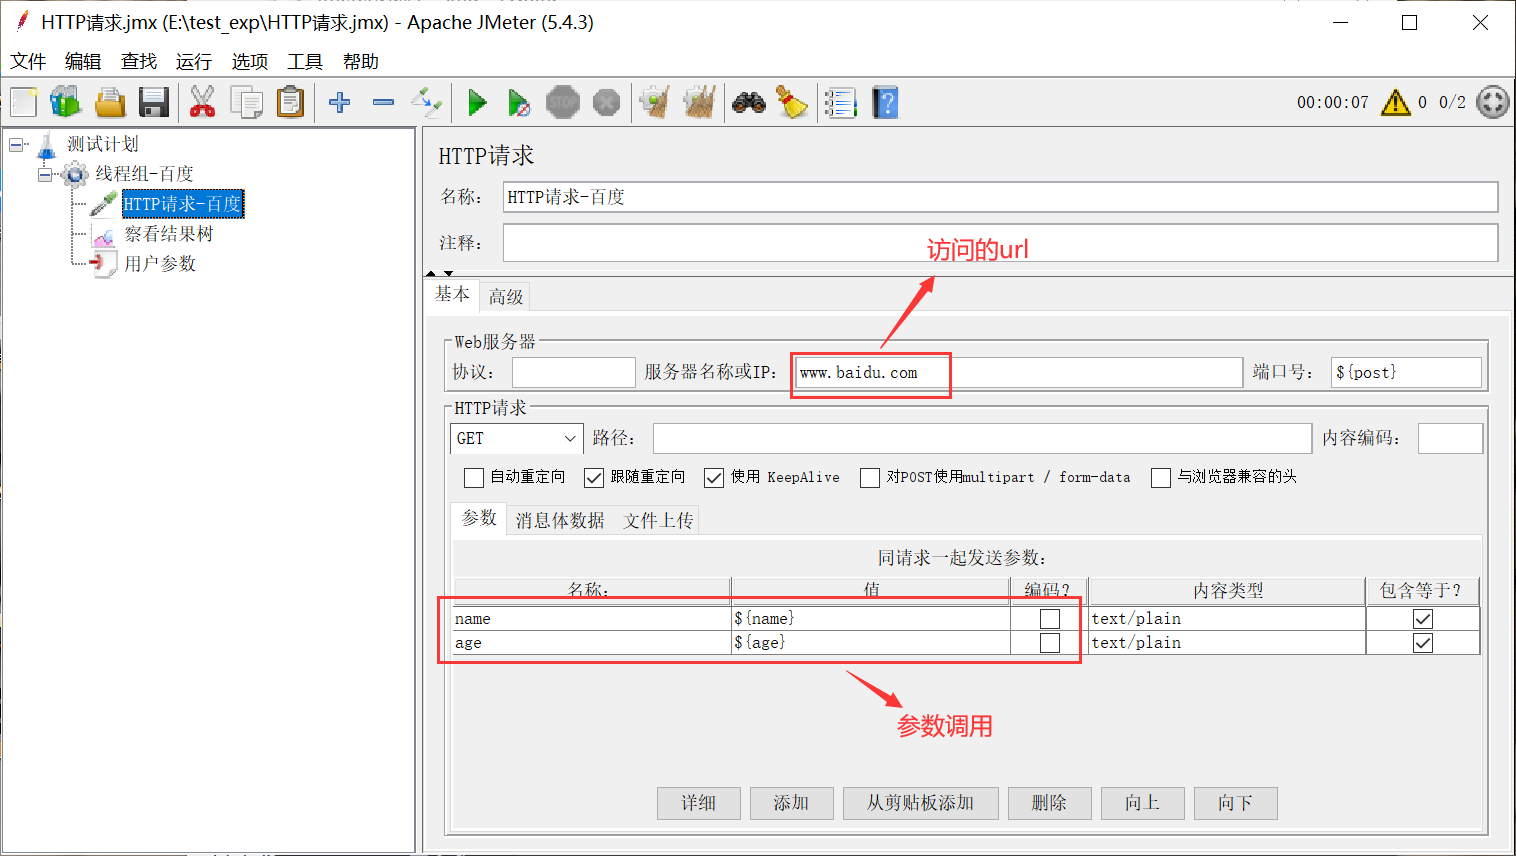 HTTP请求.jmx (E:\test_exp\HTTP请求.jmx) - Apache JMeter (5.4.3)
文件 编辑 查找 运行 选项 工具 帮助
STOP
?
00:00:07 0 0/2
测试计划
线程组-百度
HTTP请求-百度
察看结果树
用户参数
HTTP请求
名称: HTTP请求-百度
注释:
访问的url
基本 高级
Web服务器
协议: 服务器名称或IP: www.baidu.com 端口号: ${post}
HTTP请求
GET 路径: 内容编码:
自动重定向 跟随重定向 使用 KeepAlive 对POST使用multipart / form-data 与浏览器兼容的头
参数 消息体数据 文件上传
同请求一起发送参数:
名称: 值 编码? 内容类型 包含等于?
name ${name} text/plain
age ${age} text/plain
参数调用
详细 添加 从剪贴板添加 删除 向上 向下